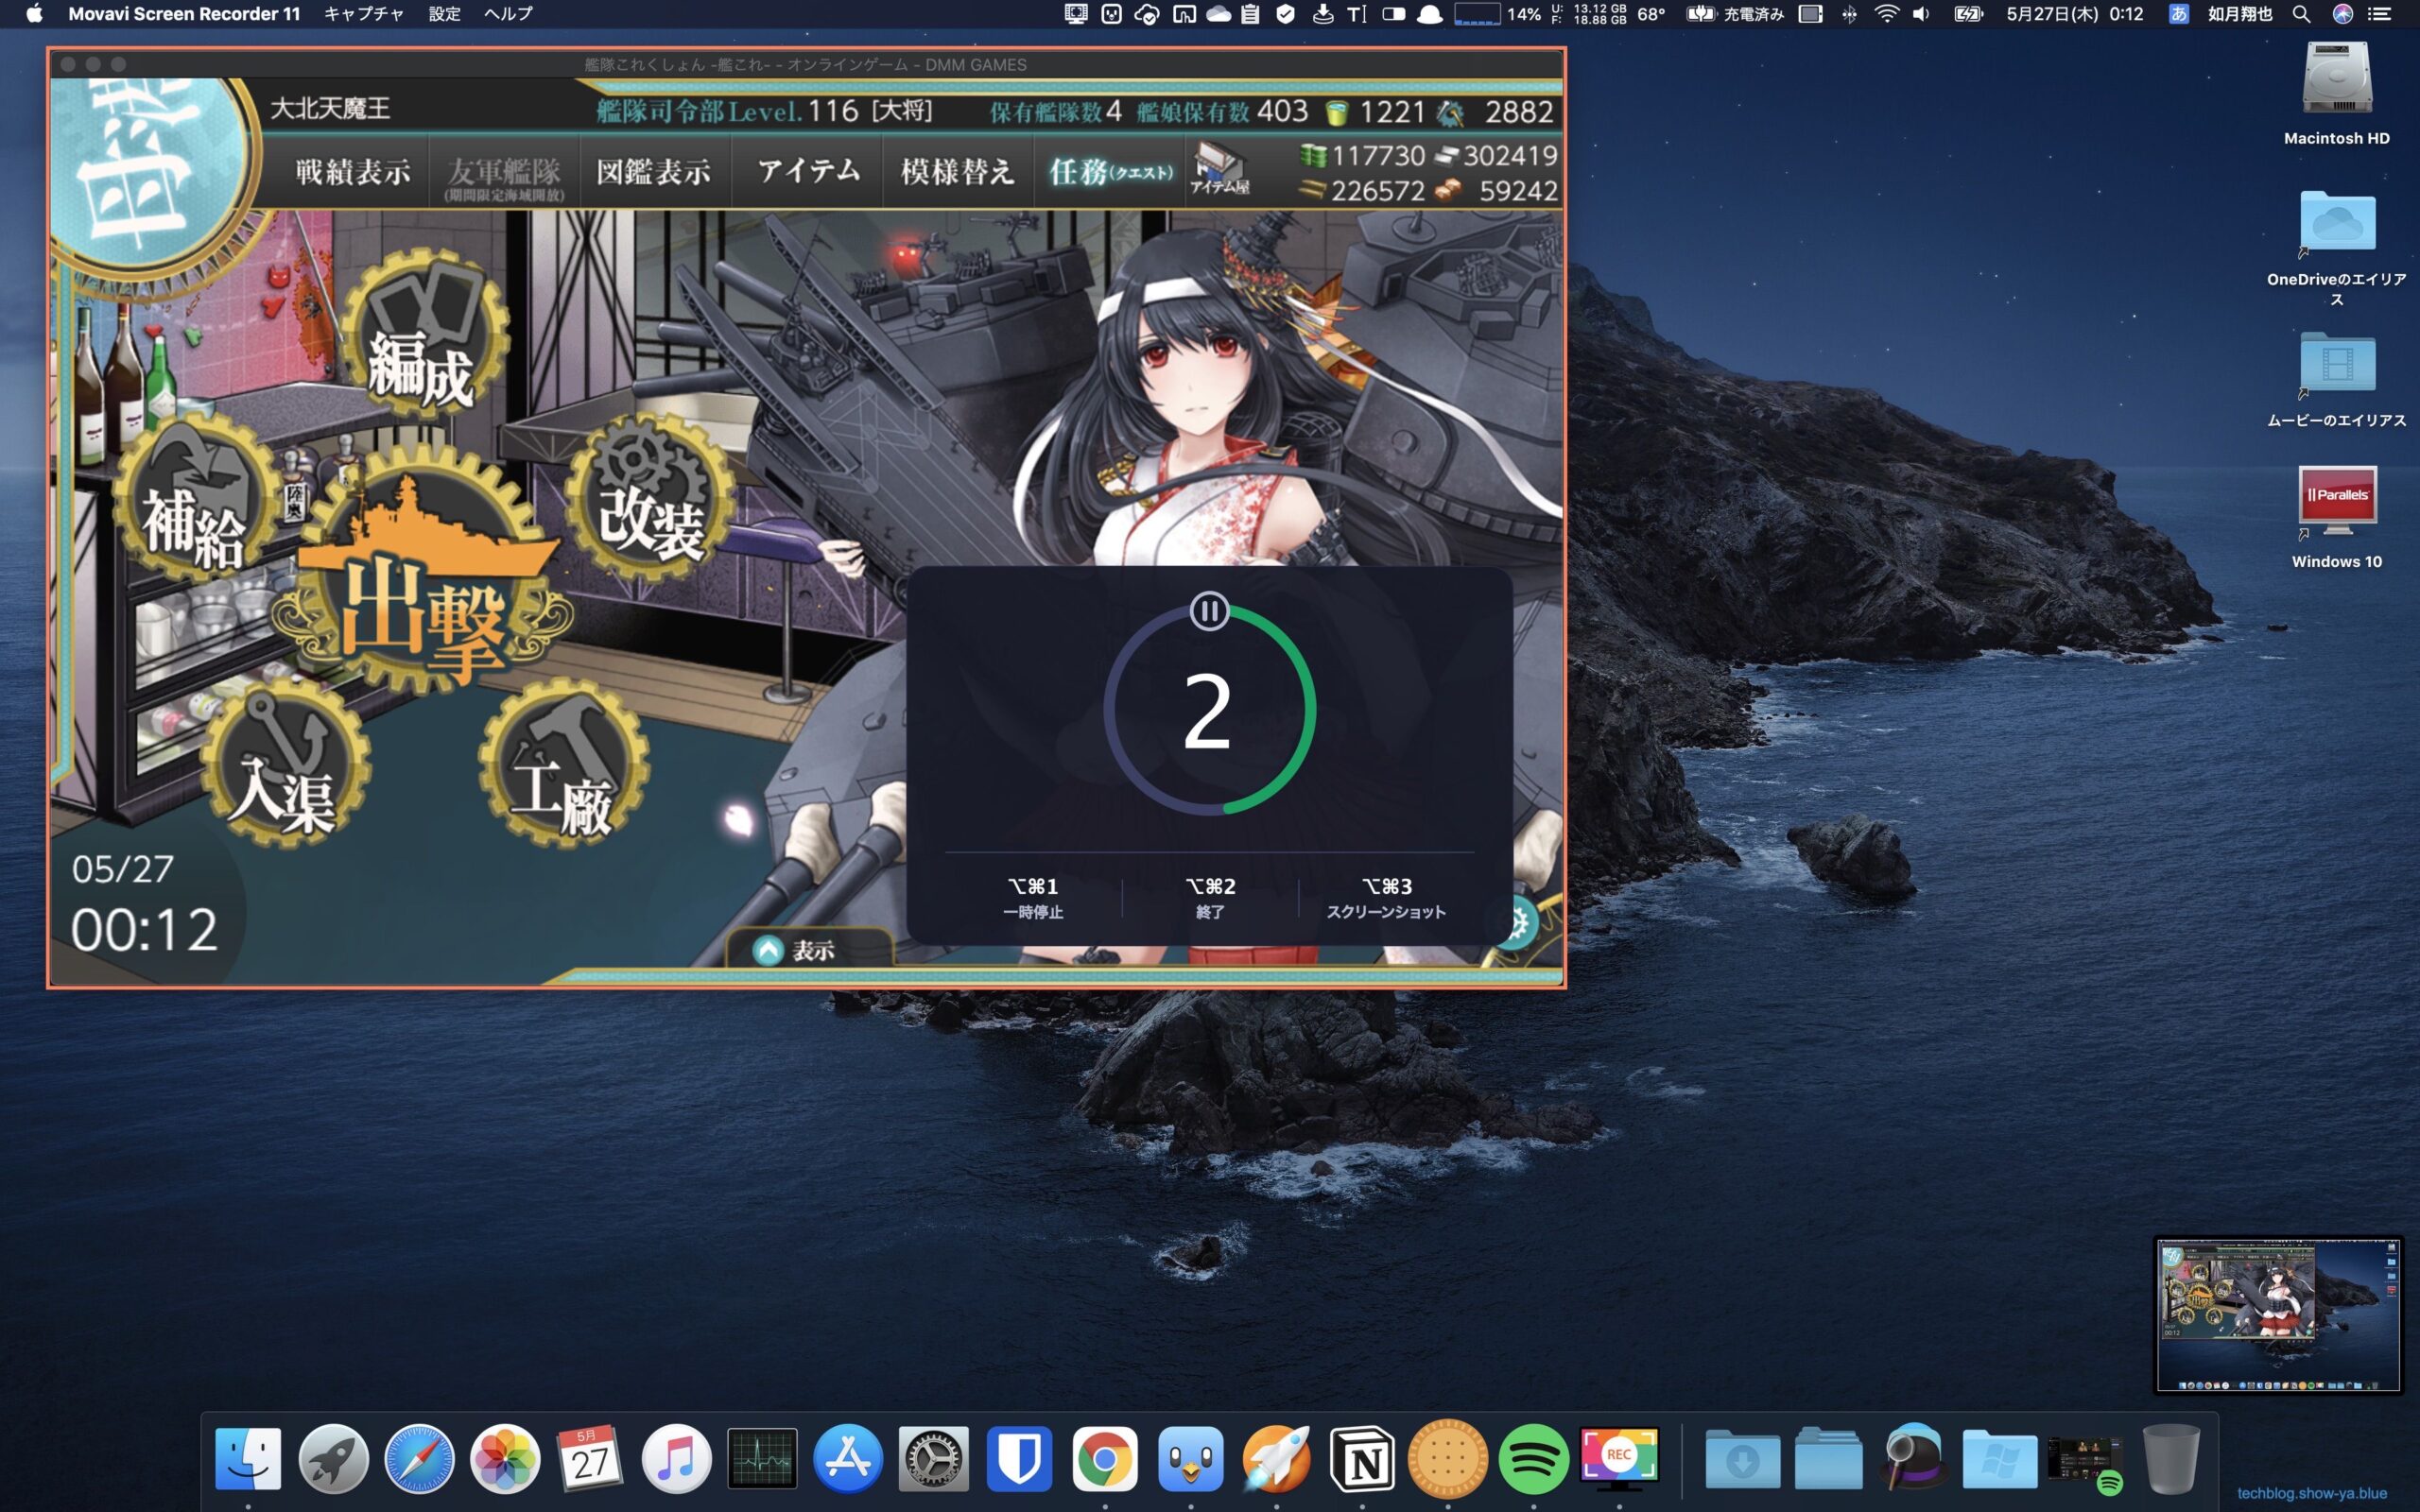 Movavi Screen Recorder 11 キャプチャ 設定 ヘルプ
14% U: 13.12 GB F: 18.88 GB 68° 充電済み 5月27日(木) 0:12 あ 如月翔也
艦隊これくしょん -艦これ- - オンラインゲーム - DMM GAMES
母港
大北天魔王 艦隊司令部Level.116 [大将] 保有艦隊数4 艦娘保有数403 1221 2882
戦績表示 友軍艦隊 図鑑表示 アイテム 模様替え 任務(クエスト) アイテム屋
(期間限定海域開放)
117730 302419
226572 59242
編成
補給
陸奥
改装
出撃
入渠
工廠
05/27
00:12
表示
2
⌥⌘1 ⌥⌘2 ⌥⌘3
一時停止 終了 スクリーンショット
Macintosh HD
OneDriveのエイリア
ス
ムービーのエイリアス
Parallels
Windows 10
5月
27
REC
techblog.show-ya.blue